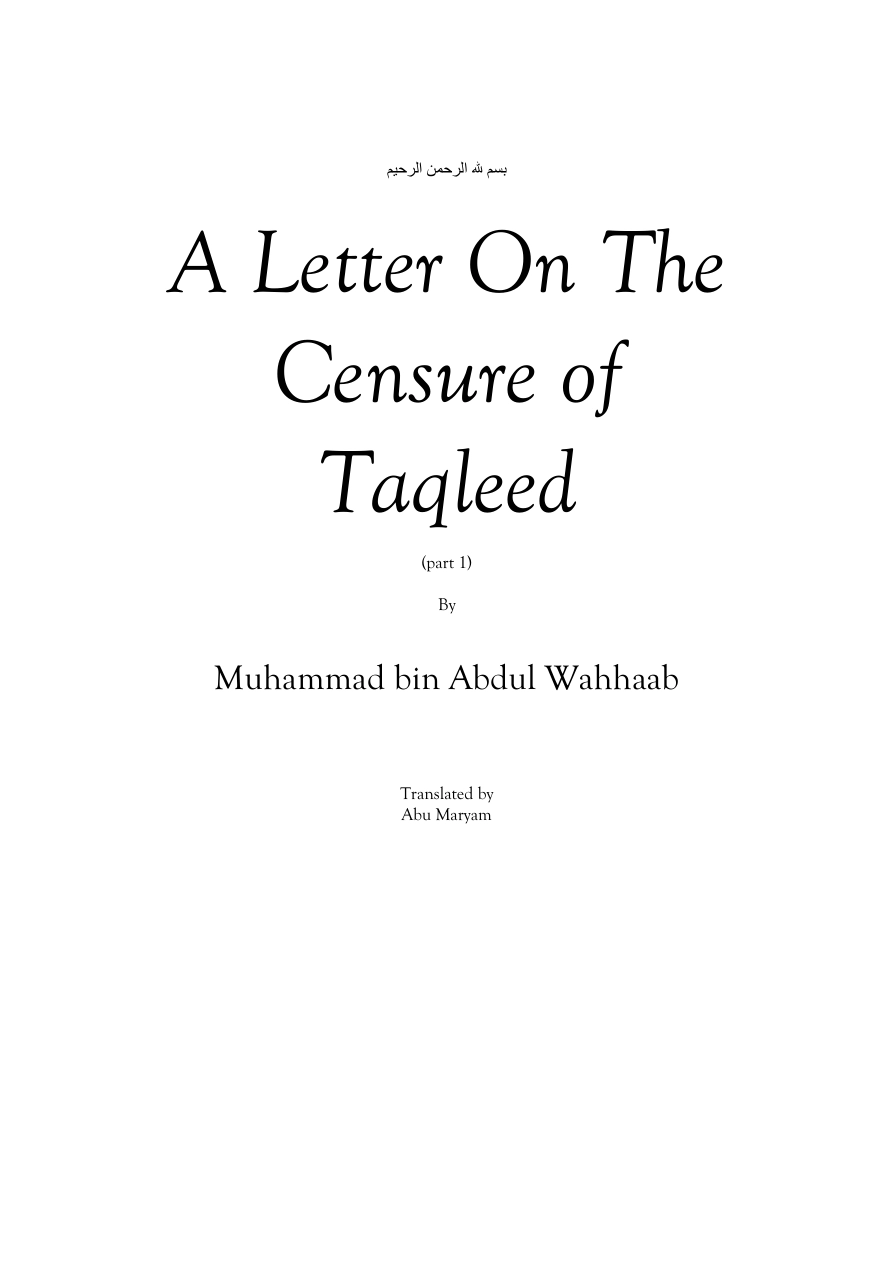 بسم لله الرحمن الرحيم
A Letter On The
Censure of
Taqleed
(part 1)
By
Muhammad bin Abdul Wahhaab
Translated by
Abu Maryam